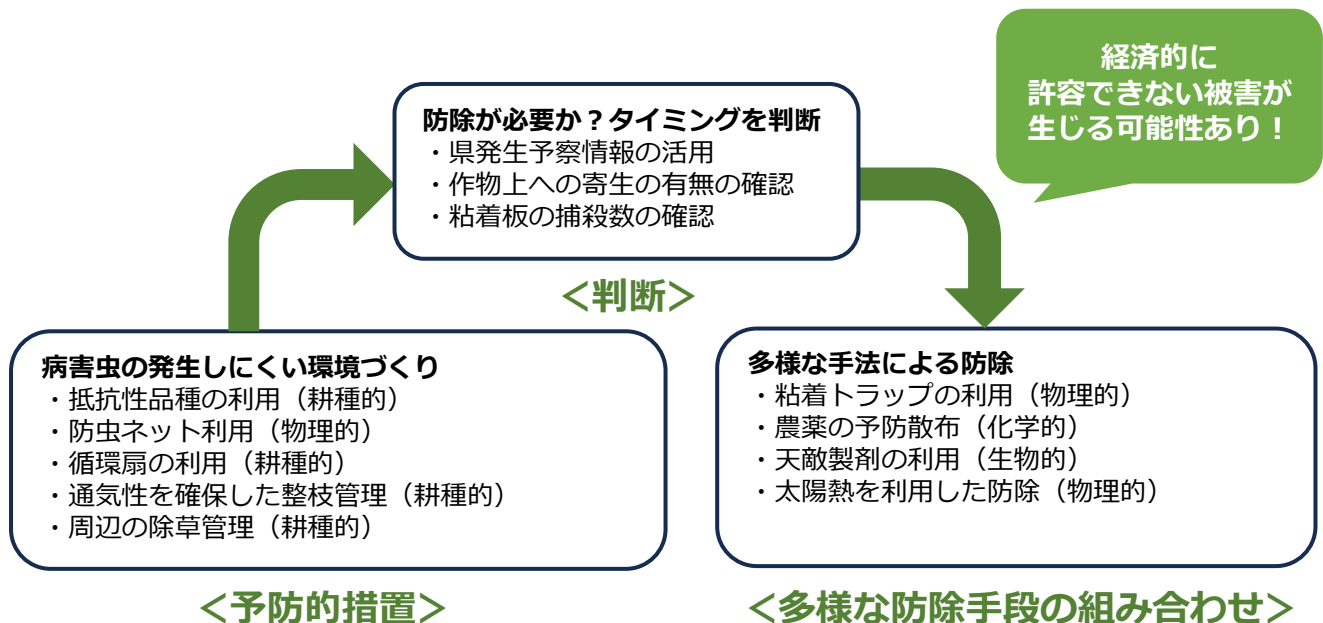 経済的に
許容できない被害が
生じる可能性あり！
防除が必要か？タイミングを判断
・県発生予察情報の活用
・作物上への寄生の有無の確認
・粘着板の捕殺数の確認
＜判断＞
病害虫の発生しにくい環境づくり
・抵抗性品種の利用（耕種的）
・防虫ネット利用（物理的）
・循環扇の利用（耕種的）
・通気性を確保した整枝管理（耕種的）
・周辺の除草管理（耕種的）
＜予防的措置＞
多様な手法による防除
・粘着トラップの利用（物理的）
・農薬の予防散布（化学的）
・天敵製剤の利用（生物的）
・太陽熱を利用した防除（物理的）
＜多様な防除手段の組み合わせ＞